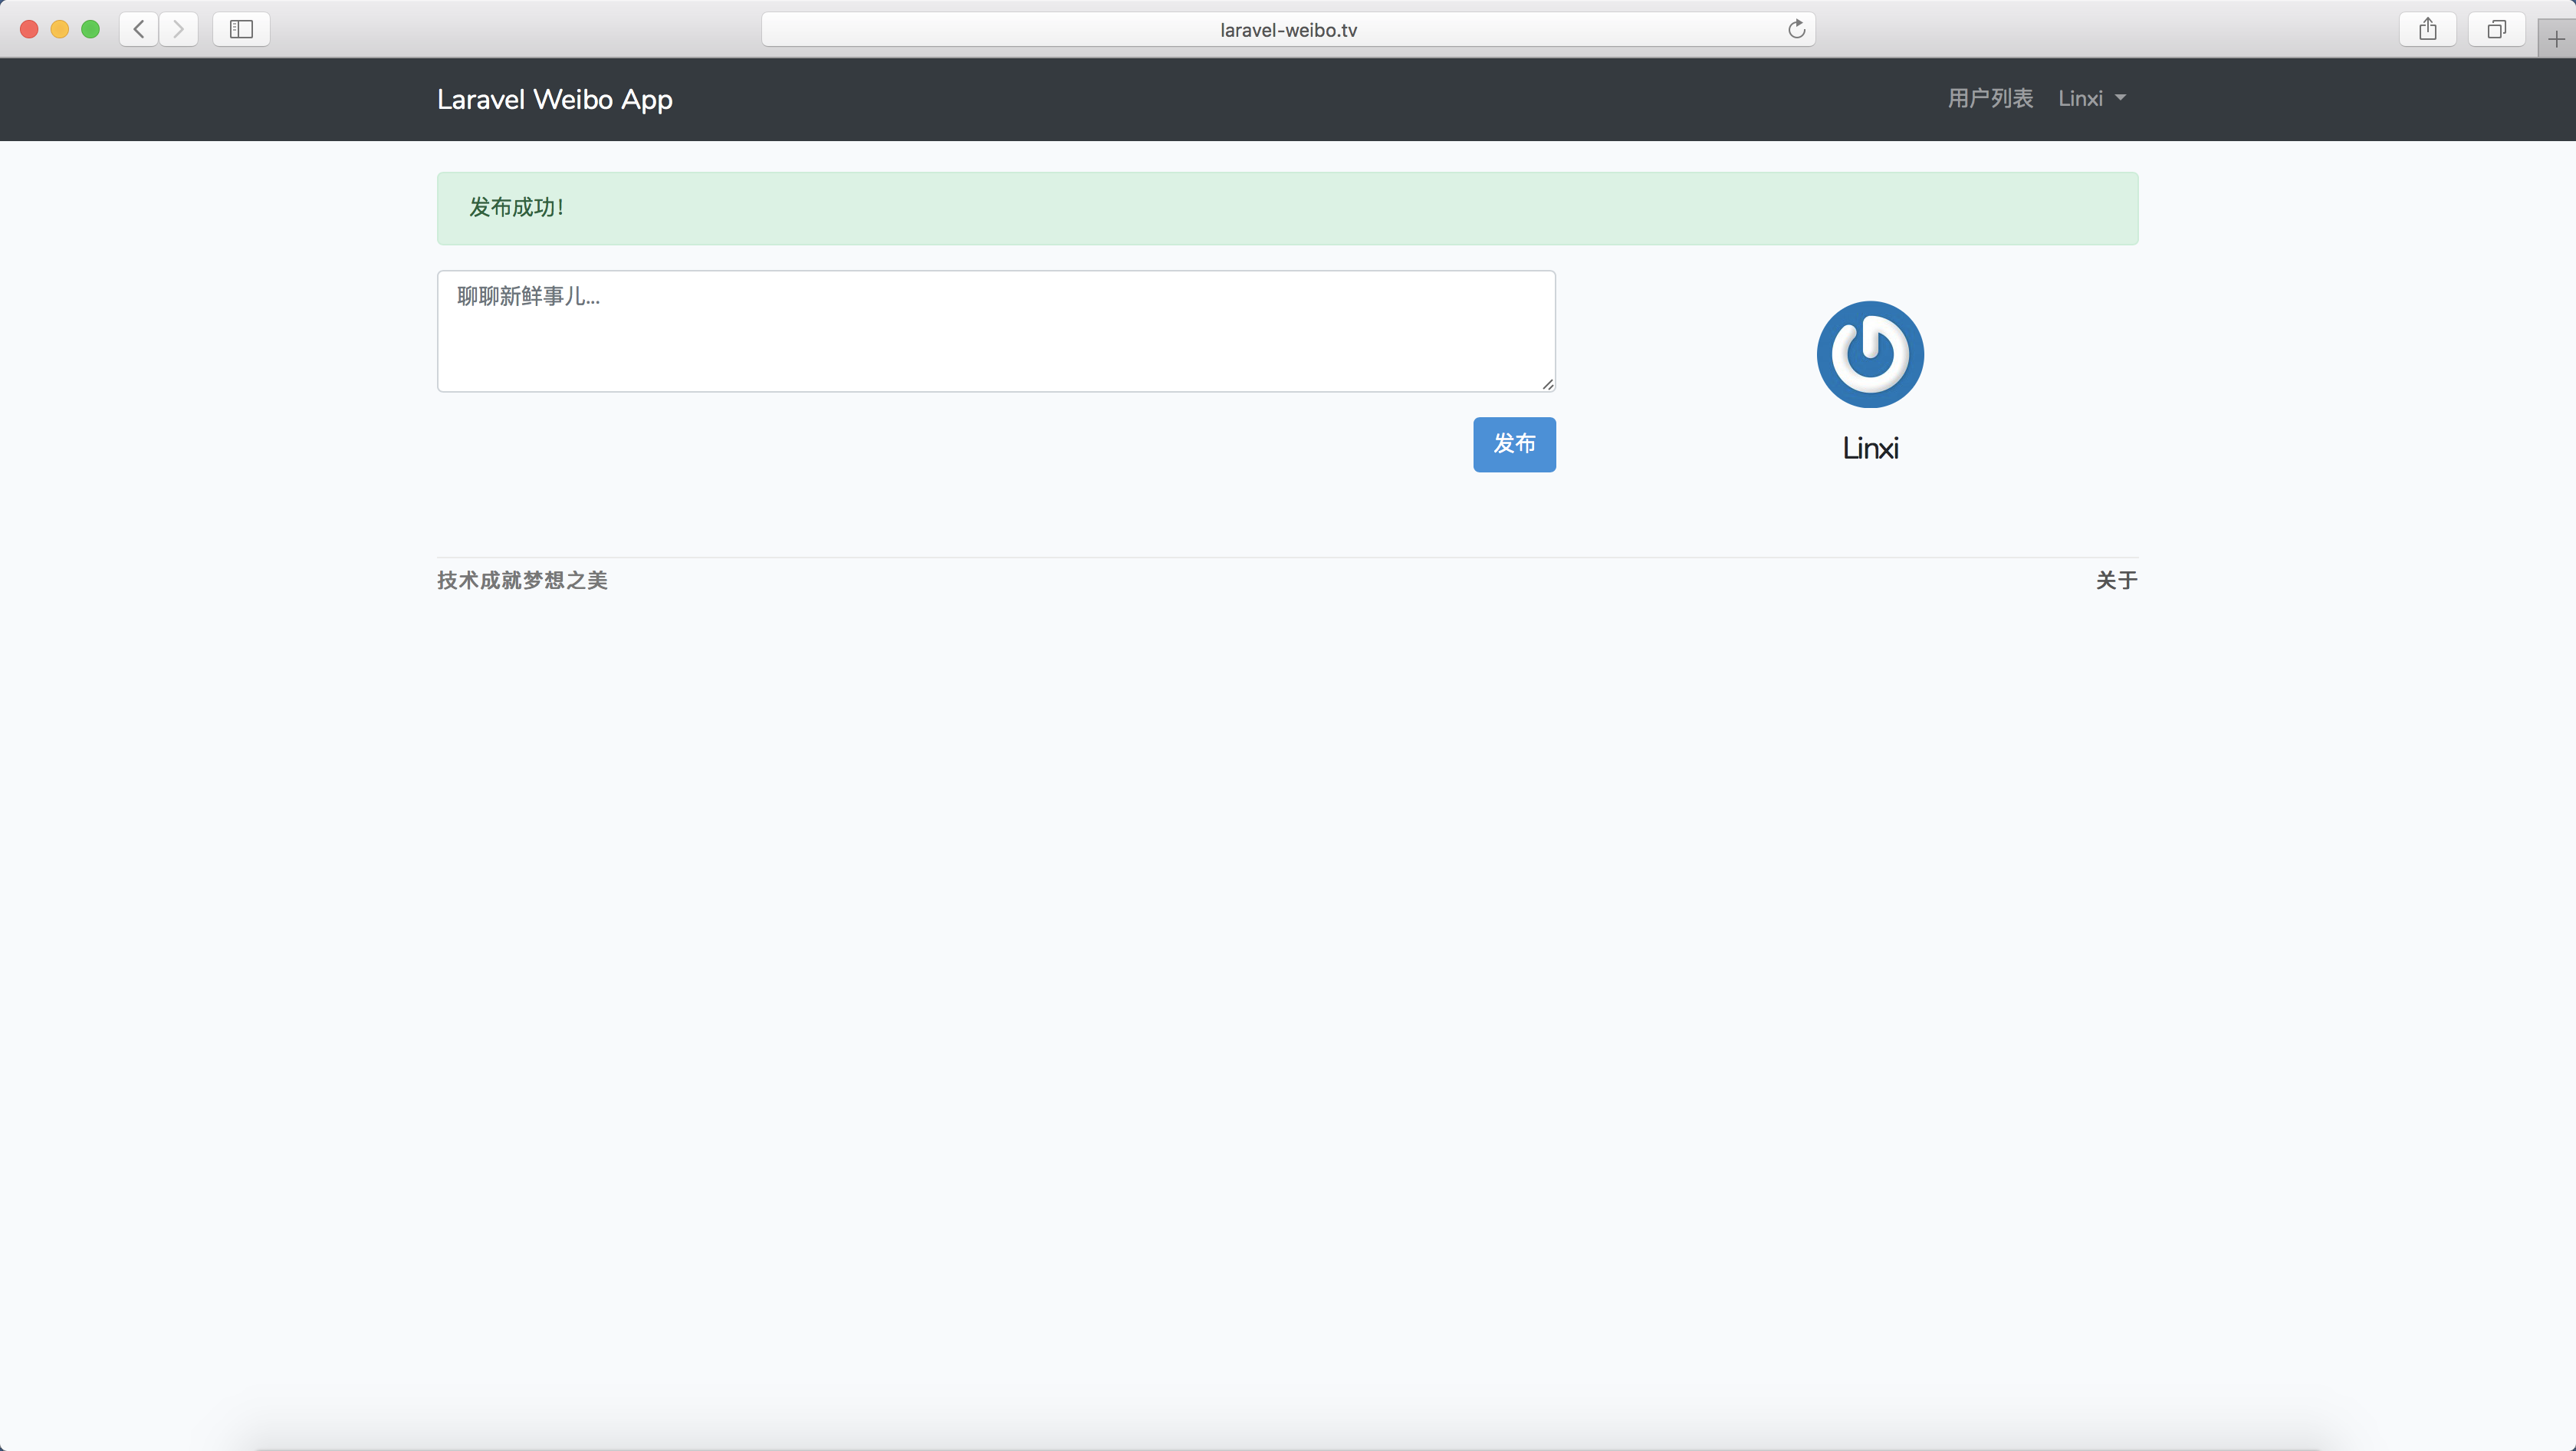 laravel-weibo.tv
Laravel Weibo App
用户列表 Linxi
发布成功！
聊聊新鲜事儿...
发布
Linxi
技术成就梦想之美
关于